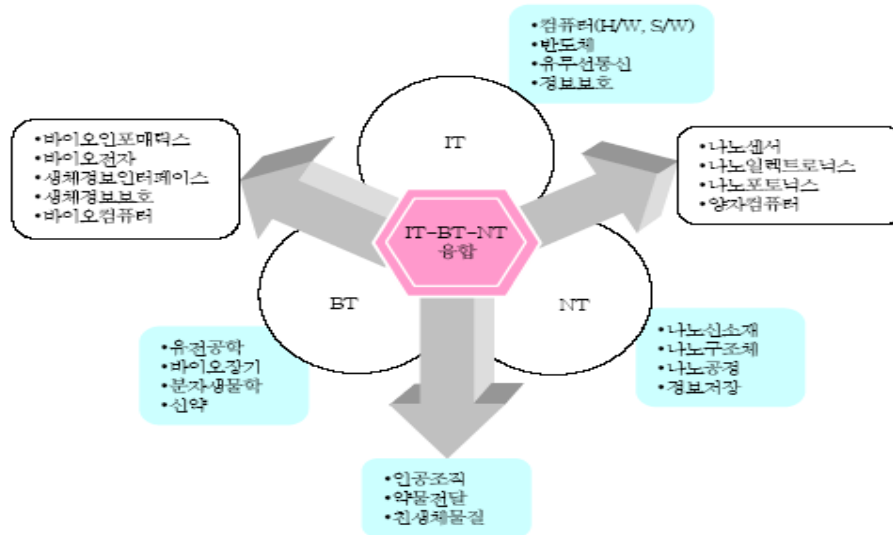 •컴퓨터(H/W, S/W)
•반도체
•유무선통신
•정보보호
IT
•바이오인포매틱스
•바이오전자
•생체정보인터페이스
•생체정보보호
•바이오컴퓨터
•나노센서
•나노일렉트로닉스
•나노포토닉스
•양자컴퓨터
IT-BT-NT
융합
BT
NT
•유전공학
•바이오장기
•분자생물학
•신약
•나노신소재
•나노구조체
•나노공정
•정보저장
•인공조직
•약물전달
•친생체물질